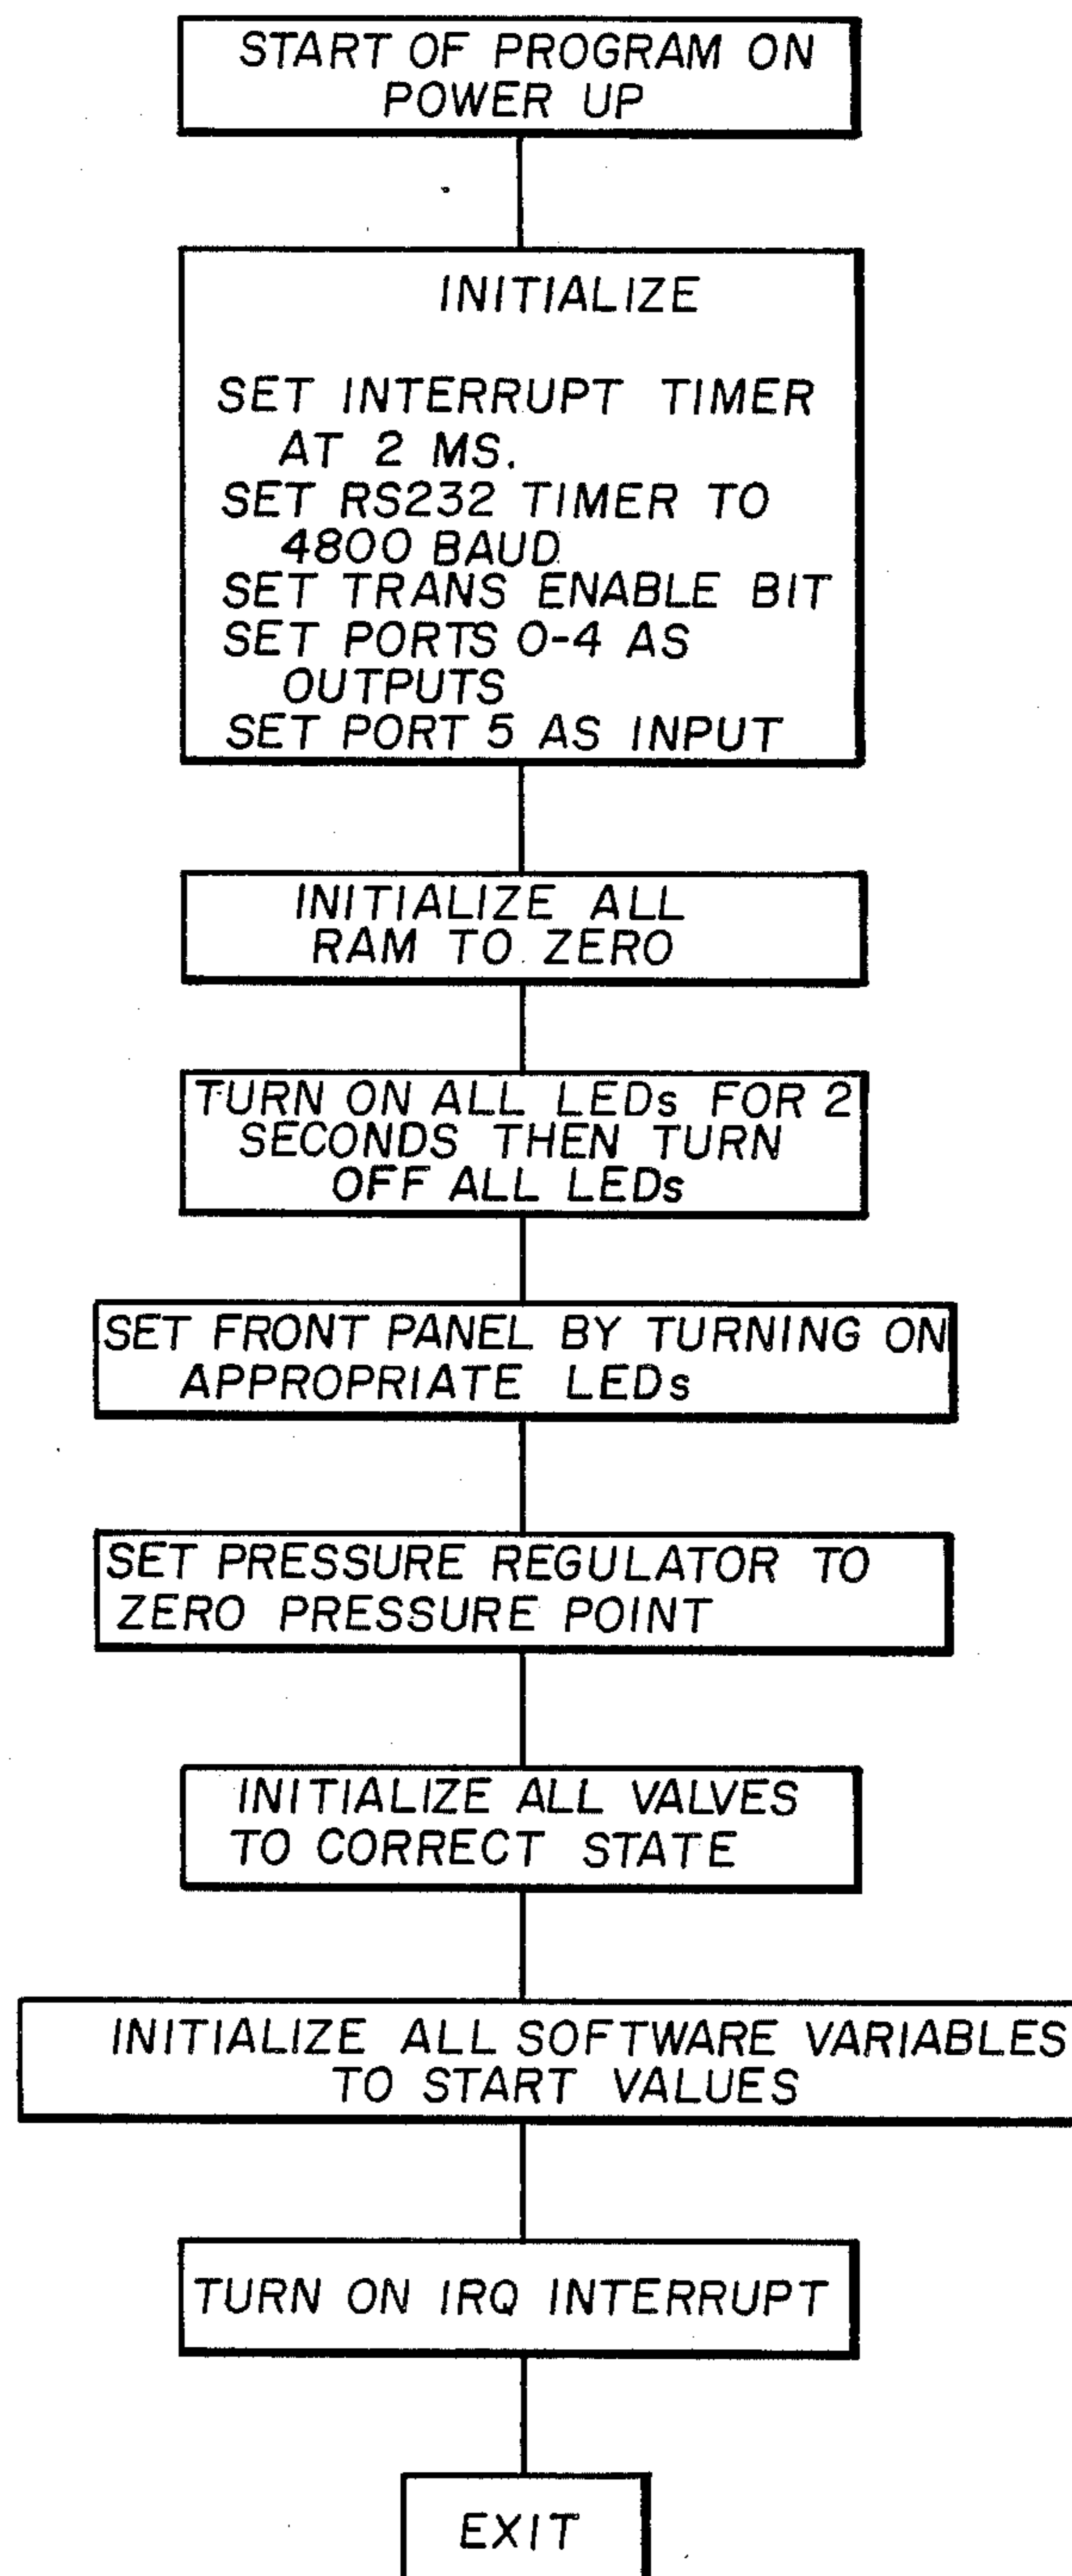 START OF PROGRAM ON
POWER UP
INITIALIZE
SET INTERRUPT TIMER
AT 2 MS.
SET RS232 TIMER TO
4800 BAUD
SET TRANS ENABLE BIT
SET PORTS 0-4 AS
OUTPUTS
SET PORT 5 AS INPUT
INITIALIZE ALL
RAM TO ZERO
TURN ON ALL LEDs FOR 2
SECONDS THEN TURN
OFF ALL LEDs
SET FRONT PANEL BY TURNING ON
APPROPRIATE LEDs
SET PRESSURE REGULATOR TO
ZERO PRESSURE POINT
INITIALIZE ALL VALVES
TO CORRECT STATE
INITIALIZE ALL SOFTWARE VARIABLES
TO START VALUES
TURN ON IRQ INTERRUPT
EXIT